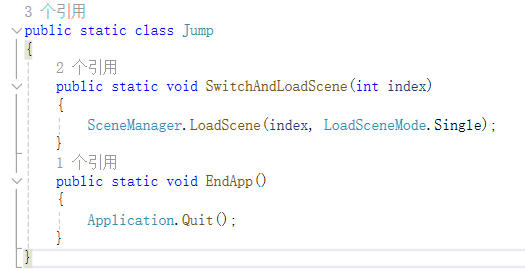 3 个引用
public static class Jump
{
2 个引用
public static void SwitchAndLoadScene(int index)
{
SceneManager.LoadScene(index, LoadSceneMode.Single);
}
1 个引用
public static void EndApp()
{
Application.Quit();
}
}